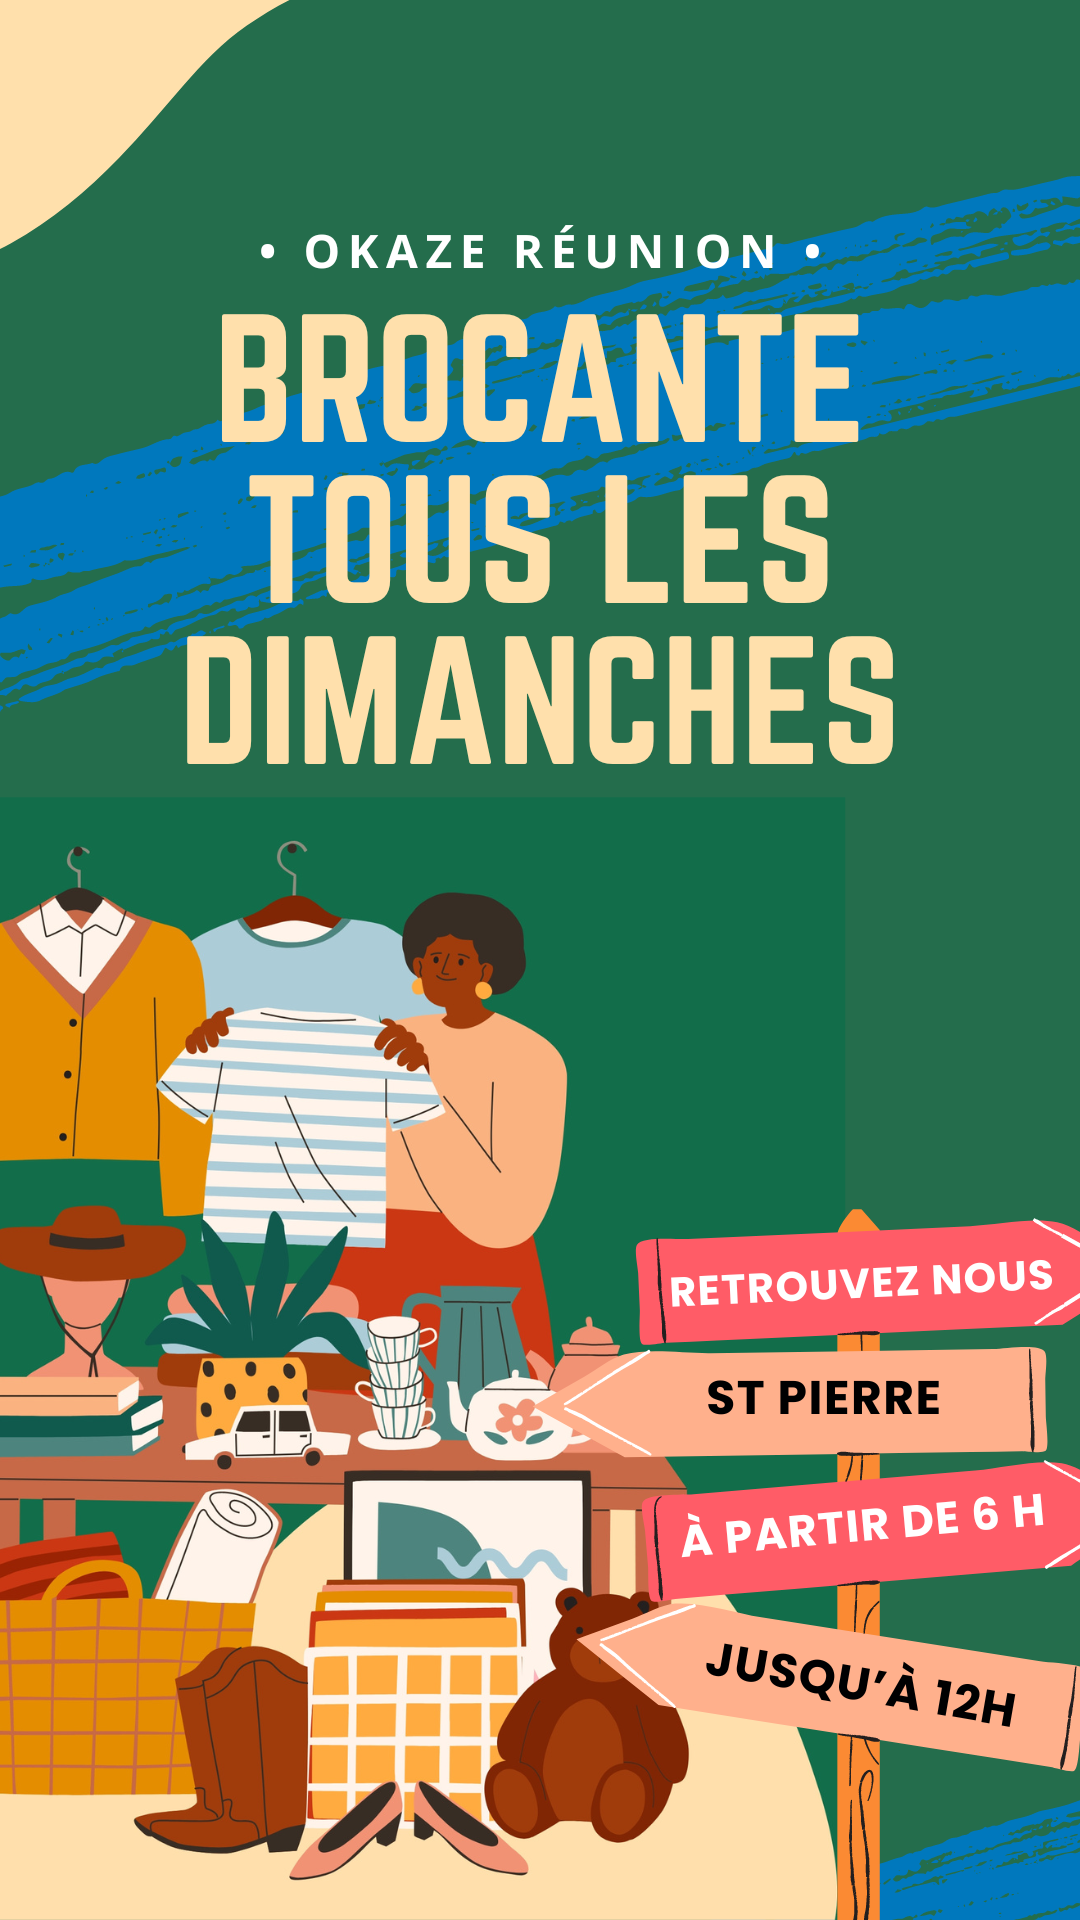 • OKAZE RÉUNION •
BROCANTE
TOUS LES
DIMANCHES
RETROUVEZ NOUS
ST PIERRE
À PARTIR DE 6 H
JUSQU'À 12H